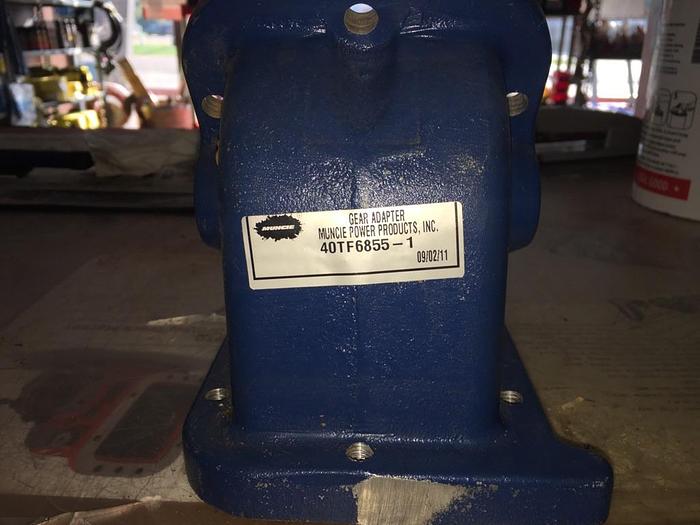 GEAR ADAPTER
MUNCIE
MUNCIE POWER PRODUCTS, INC.
40TF6855-1
09/02/11